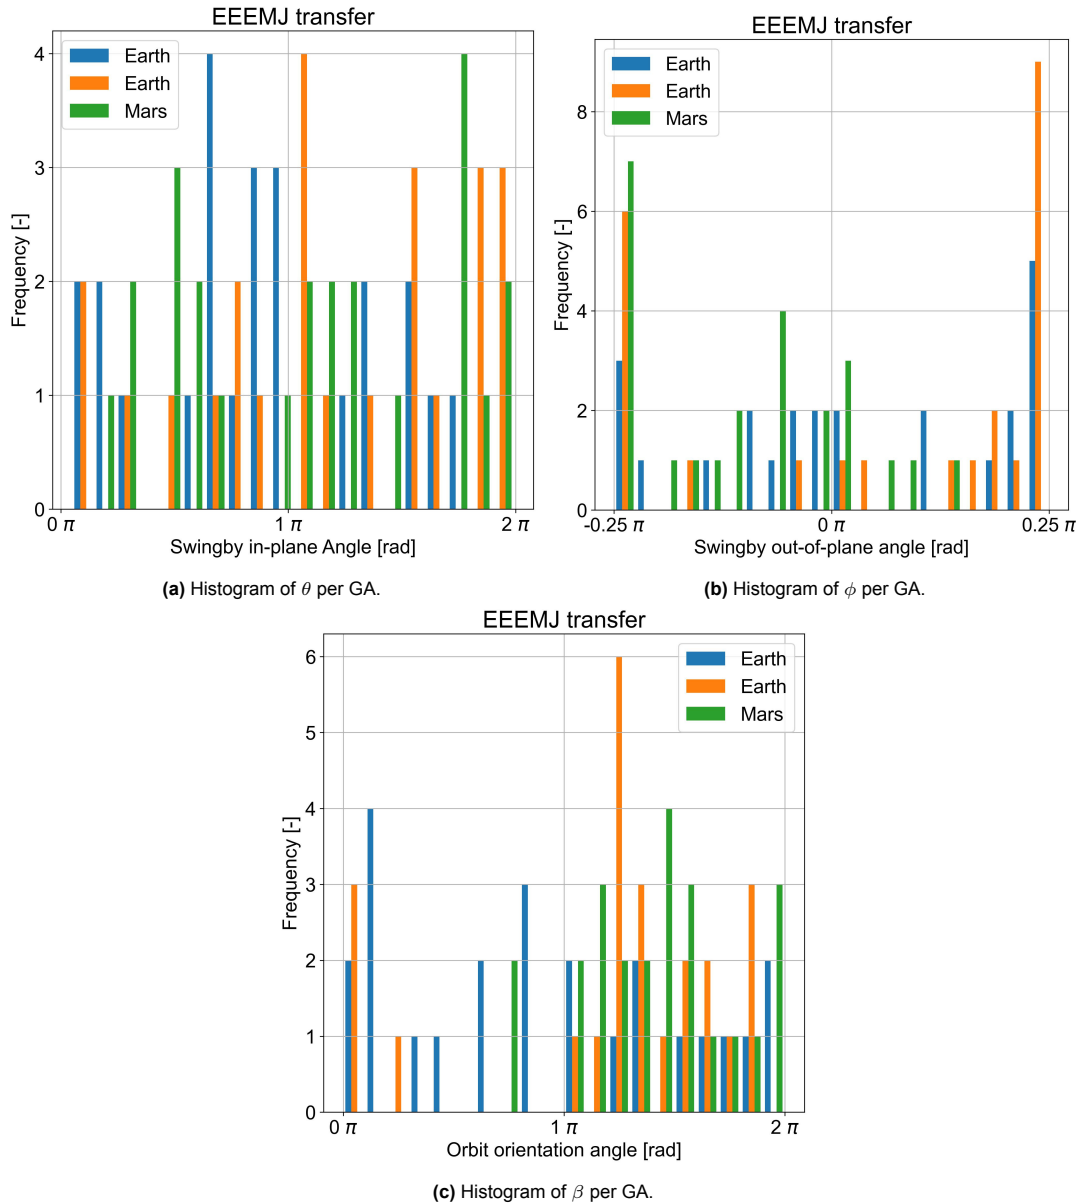 EEEMJ transfer
Earth
Earth
Mars
4
3
2
1
0
Frequency [-]
0 π
1 π
2 π
Swingby in-plane Angle [rad]
(a) Histogram of θ per GA.
EEEMJ transfer
Earth
Earth
Mars
8
6
4
2
0
Frequency [-]
-0.25 π
0 π
0.25 π
Swingby out-of-plane angle [rad]
(b) Histogram of ϕ per GA.
EEEMJ transfer
Earth
Earth
Mars
6
5
4
3
2
1
0
Frequency [-]
0 π
1 π
2 π
Orbit orientation angle [rad]
(c) Histogram of β per GA.